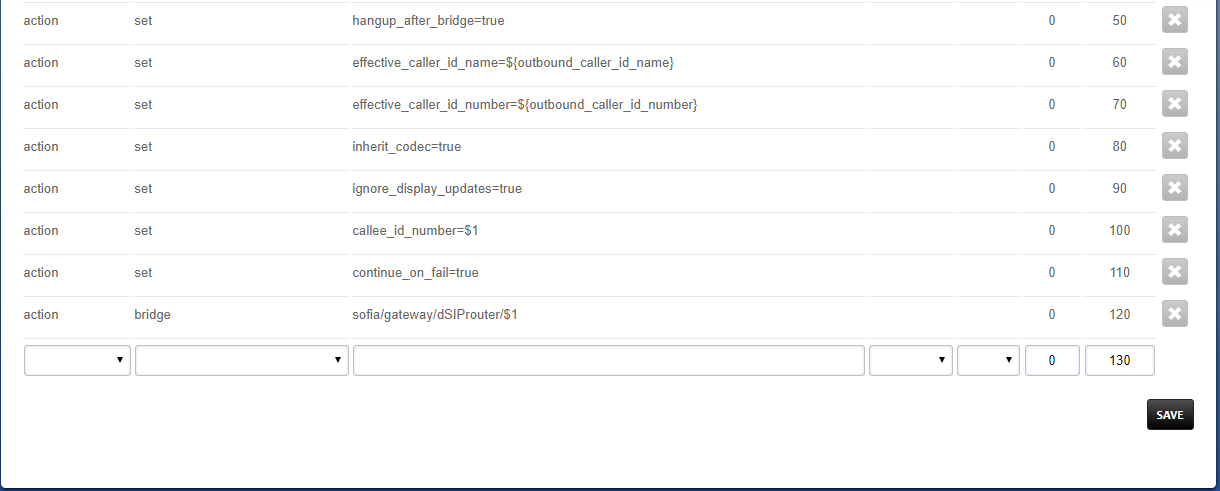 action set hangup_after_bridge=true 0 50
action set effective_caller_id_name=${outbound_caller_id_name} 0 60
action set effective_caller_id_number=${outbound_caller_id_number} 0 70
action set inherit_codec=true 0 80
action set ignore_display_updates=true 0 90
action set callee_id_number=$1 0 100
action set continue_on_fail=true 0 110
action bridge sofia/gateway/dSIProuter/$1 0 120
0 130
SAVE